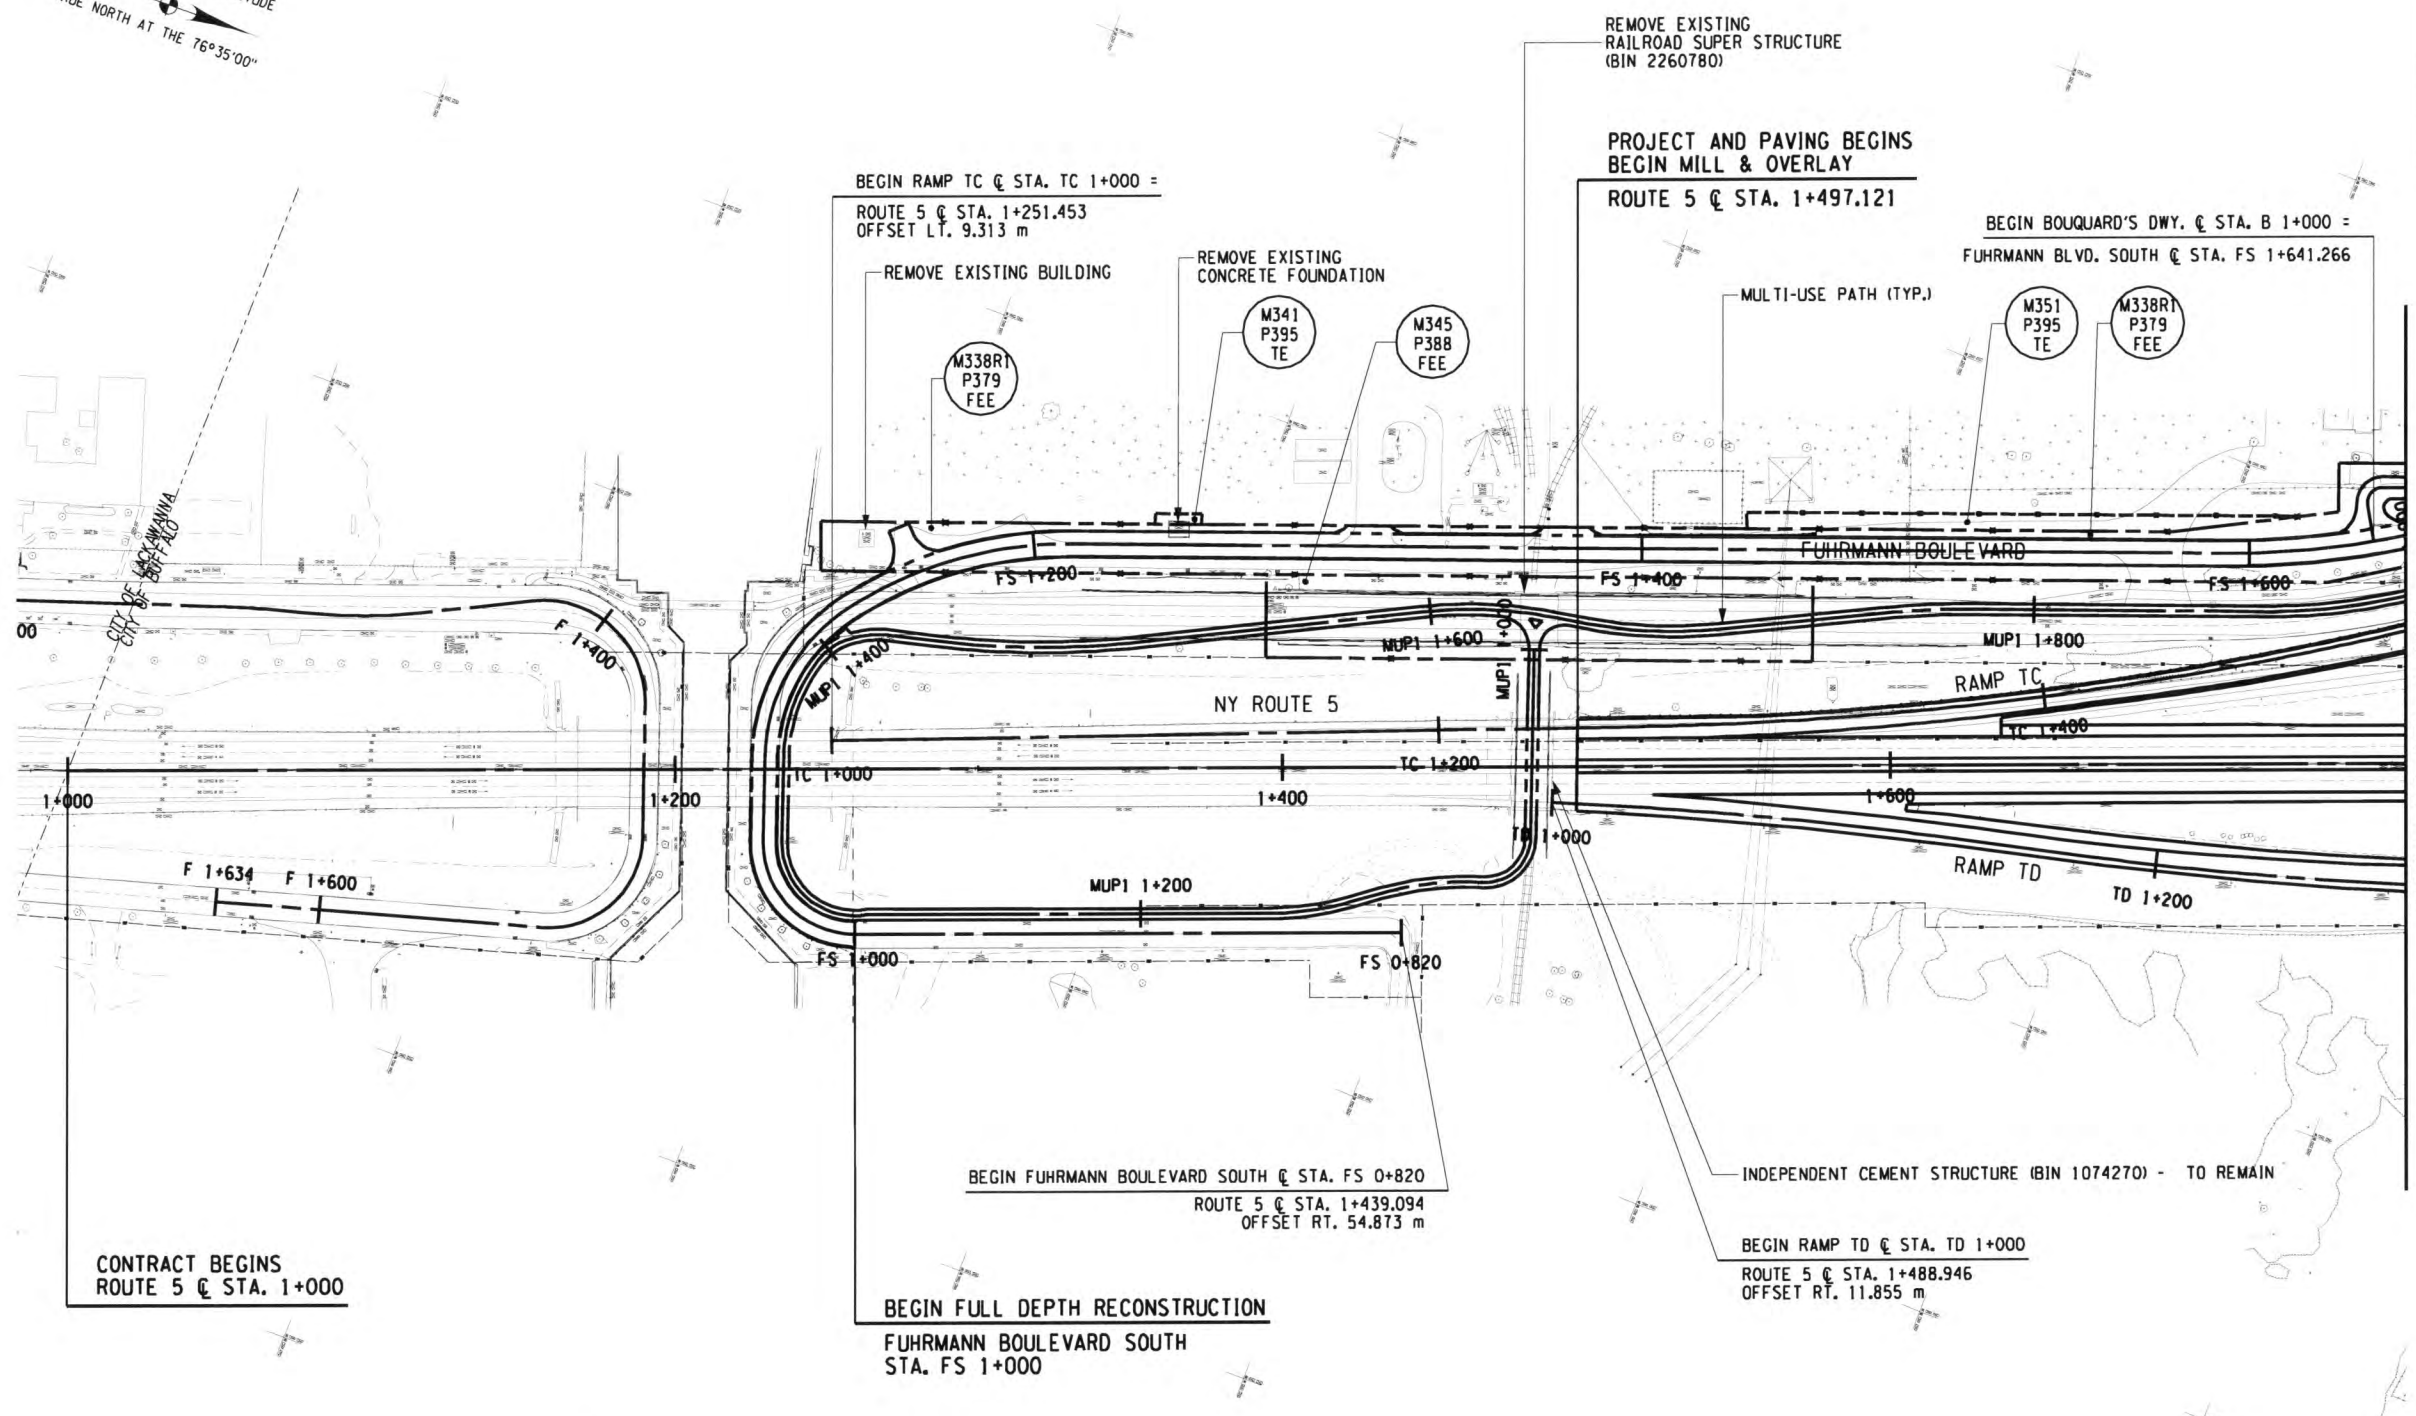 NORTH AT THE 76°35'00"
REMOVE EXISTING
RAILROAD SUPER STRUCTURE
(BIN 2260780)
PROJECT AND PAVING BEGINS
BEGIN MILL & OVERLAY
ROUTE 5 ℄ STA. 1+497.121
BEGIN RAMP TC ℄ STA. TC 1+000 =
ROUTE 5 ℄ STA. 1+251.453
OFFSET LT. 9.313 m
BEGIN BOUQUARD'S DWY. ℄ STA. B 1+000 =
FUHRMANN BLVD. SOUTH ℄ STA. FS 1+641.266
REMOVE EXISTING BUILDING
REMOVE EXISTING
CONCRETE FOUNDATION
MULTI-USE PATH (TYP.)
M338R1
P379
FEE
M341
P395
TE
M345
P388
FEE
M351
P395
TE
M338R1
P379
FEE
CITY OF LACKAWANNA
CITY OF BUFFALO
FUHRMANN BOULEVARD
FS 1+200
FS 1+400
FS 1+600
00
F 1+400
MUP1 1+400
MUP1 1+600
MUP1 1+000
MUP1 1+800
NY ROUTE 5
RAMP TC
TC 1+400
TC 1+000
TC 1+200
1+000
1+200
1+400
1+600
TD 1+000
F 1+634
F 1+600
MUP1 1+200
RAMP TD
TD 1+200
FS 1+000
FS 0+820
BEGIN FUHRMANN BOULEVARD SOUTH ℄ STA. FS 0+820
ROUTE 5 ℄ STA. 1+439.094
OFFSET RT. 54.873 m
INDEPENDENT CEMENT STRUCTURE (BIN 1074270) - TO REMAIN
BEGIN RAMP TD ℄ STA. TD 1+000
ROUTE 5 ℄ STA. 1+488.946
OFFSET RT. 11.855 m
CONTRACT BEGINS
ROUTE 5 ℄ STA. 1+000
BEGIN FULL DEPTH RECONSTRUCTION
FUHRMANN BOULEVARD SOUTH
STA. FS 1+000